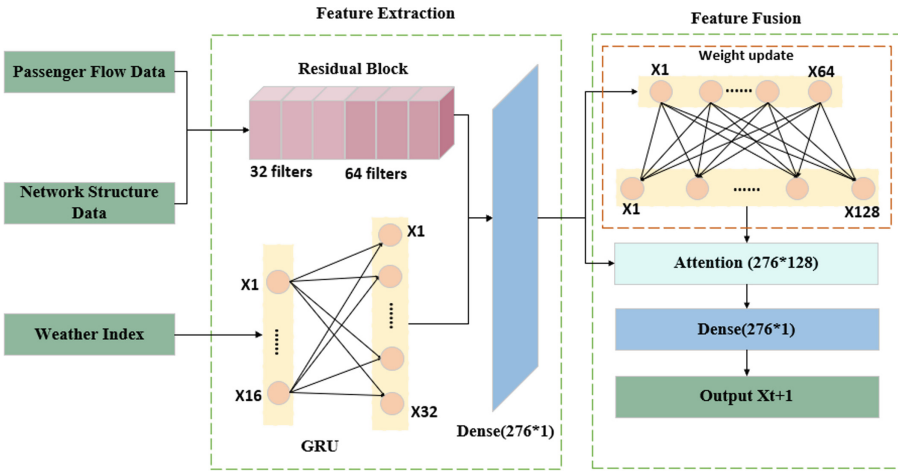 Feature Extraction
Feature Fusion
Passenger Flow Data
Network Structure
Data
Weather Index
Residual Block
32 filters
64 filters
X1
......
X16
X1
......
X32
GRU
Dense(276*1)
Weight update
X1
......
X64
X1
......
X128
Attention (276*128)
Dense(276*1)
Output Xt+1